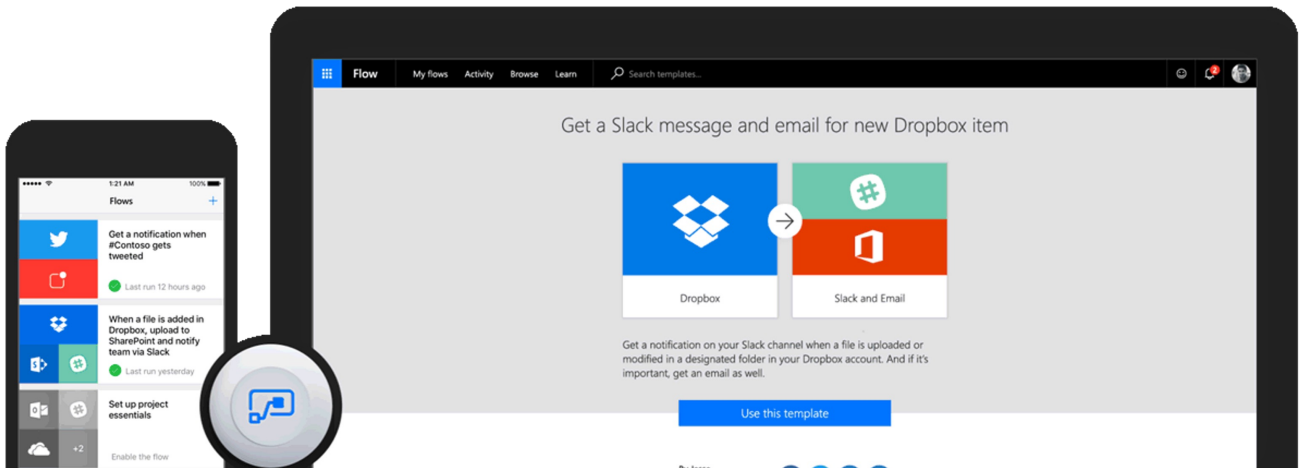 1:21 AM
100%
Flows
+
Get a notification when
#Contoso gets
tweeted
Last run 12 hours ago
When a file is added in
Dropbox, upload to
SharePoint and notify
team via Slack
Last run yesterday
Set up project
essentials
+2
Enable the flow
Flow
My flows
Activity
Browse
Learn
Search templates...
2
Get a Slack message and email for new Dropbox item
Dropbox
Slack and Email
Get a notification on your Slack channel when a file is uploaded or
modified in a designated folder in your Dropbox account. And if it's
important, get an email as well.
Use this template